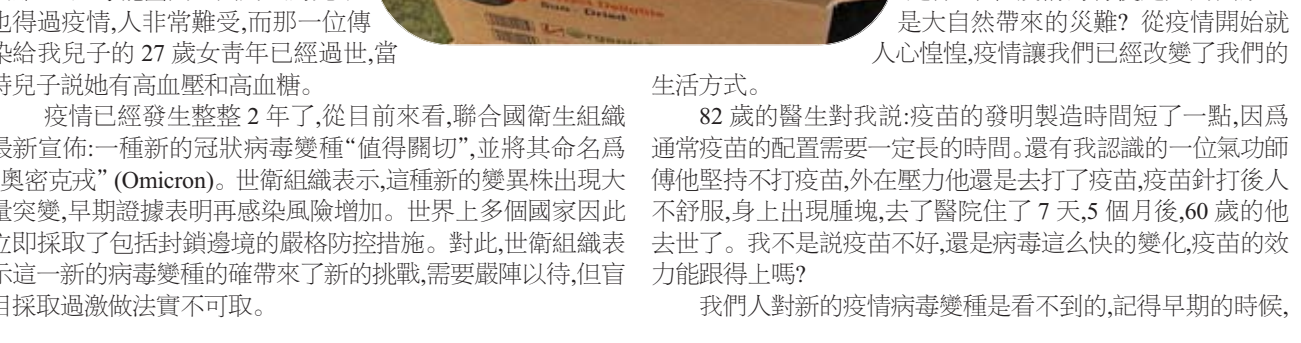 也得過疫情,人非常難受,而那一位傳
染給我兒子的 27 歲女青年已經過世,當
時兒子説她有高血壓和高血糖。
疫情已經發生整整 2 年了,從目前來看,聯合國衛生組織
最新宣佈:一種新的冠狀病毒變種“值得關切”,並將其命名爲
奧密克戎” (Omicron)。世衛組織表示,這種新的變異株出現大
量突變,早期證據表明再感染風險增加。世界上多個國家因此
立即採取了包括封鎖邊境的嚴格防控措施。對此,世衛組織表
示這一新的病毒變種的確帶來了新的挑戰,需要嚴陣以待,但盲
目採取過激做法實不可取。
Sun - Dried
Organic
是大自然帶來的災難? 從疫情開始就
人心惶惶,疫情讓我們已經改變了我們的
生活方式。
82 歲的醫生對我説:疫苗的發明製造時間短了一點,因爲
通常疫苗的配置需要一定長的時間。還有我認識的一位氣功師
傅他堅持不打疫苗,外在壓力他還是去打了疫苗,疫苗針打後人
不舒服,身上出現腫塊,去了醫院住了 7 天,5 個月後,60 歲的他
去世了。我不是説疫苗不好,還是病毒這么快的變化,疫苗的效
力能跟得上嗎?
我們人對新的疫情病毒變種是看不到的,記得早期的時候,